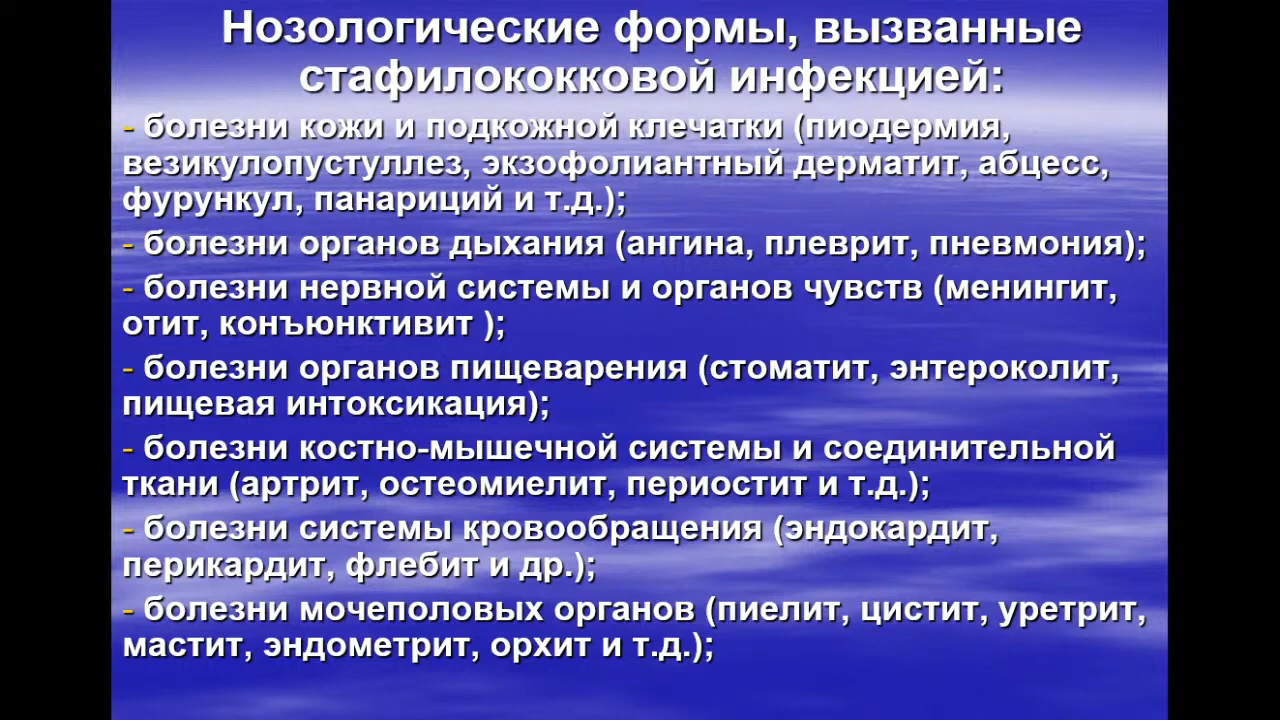 Нозологические формы, вызванные
стафилококковой инфекцией:
- болезни кожи и подкожной клечатки (пиодермия,
везикулопустуллез, экзофолиантный дерматит, абцесс,
фурункул, панариций и т.д.);
- болезни органов дыхания (ангина, плеврит, пневмония);
- болезни нервной системы и органов чувств (менингит,
отит, конъюнктивит );
- болезни органов пищеварения (стоматит, энтероколит,
пищевая интоксикация);
- болезни костно-мышечной системы и соединительной
ткани (артрит, остеомиелит, периостит и т.д.);
- болезни системы кровообращения (эндокардит,
перикардит, флебит и др.);
- болезни мочеполовых органов (пиелит, цистит, уретрит,
мастит, эндометрит, орхит и т.д.);